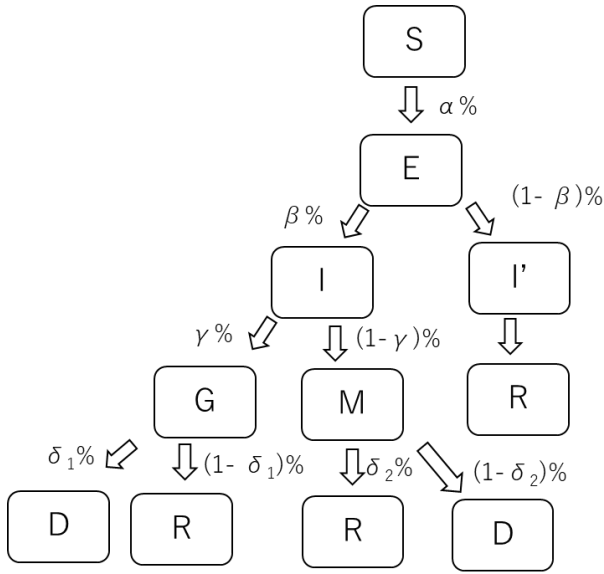 S
α%
E
β% (1- β)%
I I’
γ% (1-γ)%
G M R
δ1% (1- δ1)% δ2% (1-δ2)%
D R R D